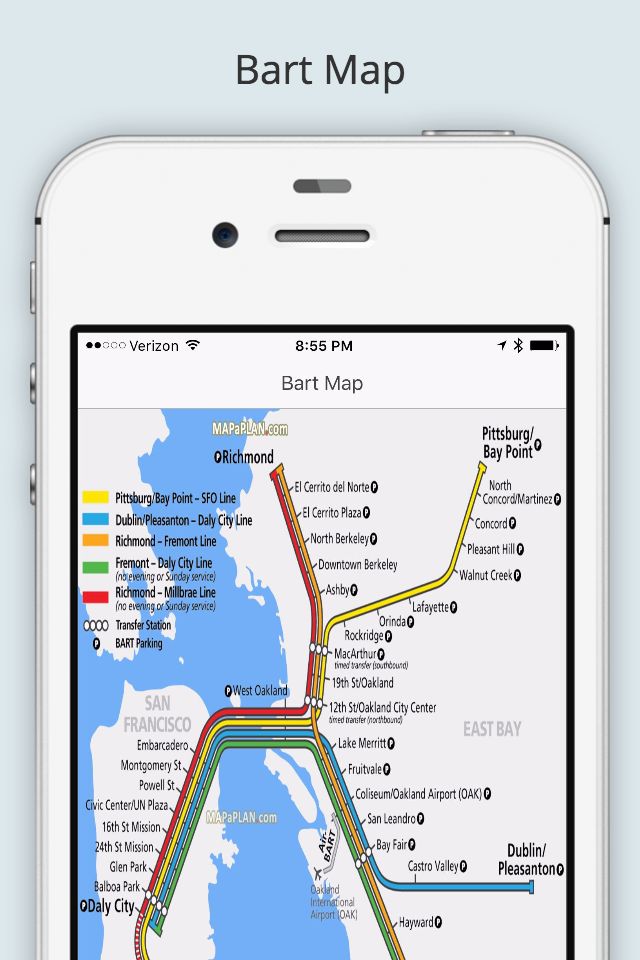 Bart Map
Verizon
8:55 PM
Bart Map
MAPaPLAN.com
Richmond
Pittsburg/
Bay Point
P
P
El Cerrito del Norte P
El Cerrito Plaza P
North Berkeley P
Downtown Berkeley
Ashby P
North
Concord/Martinez P
Concord P
Pleasant Hill P
Walnut Creek P
Lafayette P
Orinda P
Rockridge P
MacArthur P
timed transfer (southbound)
19th St/Oakland
12th St/Oakland City Center
timed transfer (northbound)
Pittsburg/Bay Point – SFO Line
Dublin/Pleasanton – Daly City Line
Richmond – Fremont Line
Fremont – Daly City Line
(no evening or Sunday service)
Richmond – Millbrae Line
(no evening or Sunday service)
Transfer Station
P BART Parking
P West Oakland
SAN
FRANCISCO
EAST BAY
Embarcadero
Montgomery St
Powell St
Civic Center/UN Plaza
16th St Mission
24th St Mission
Glen Park
Balboa Park
P Daly City
MAPaPLAN.com
Lake Merritt P
Fruitvale P
Coliseum/Oakland Airport (OAK) P
San Leandro P
Bay Fair P
Castro Valley P
Dublin/
Pleasanton P
Air-
BART
Oakland
International
Airport (OAK)
Hayward P